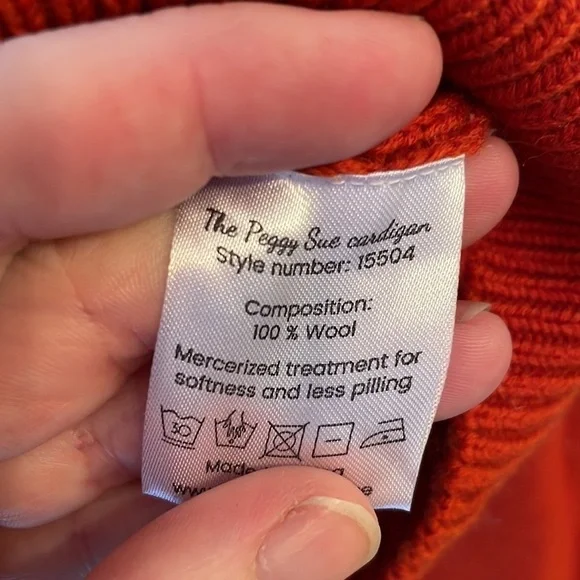 The Peggy Sue cardigan
Style number: 15504
Composition:
100 % Wool
Mercerized treatment for
softness and less pilling
30